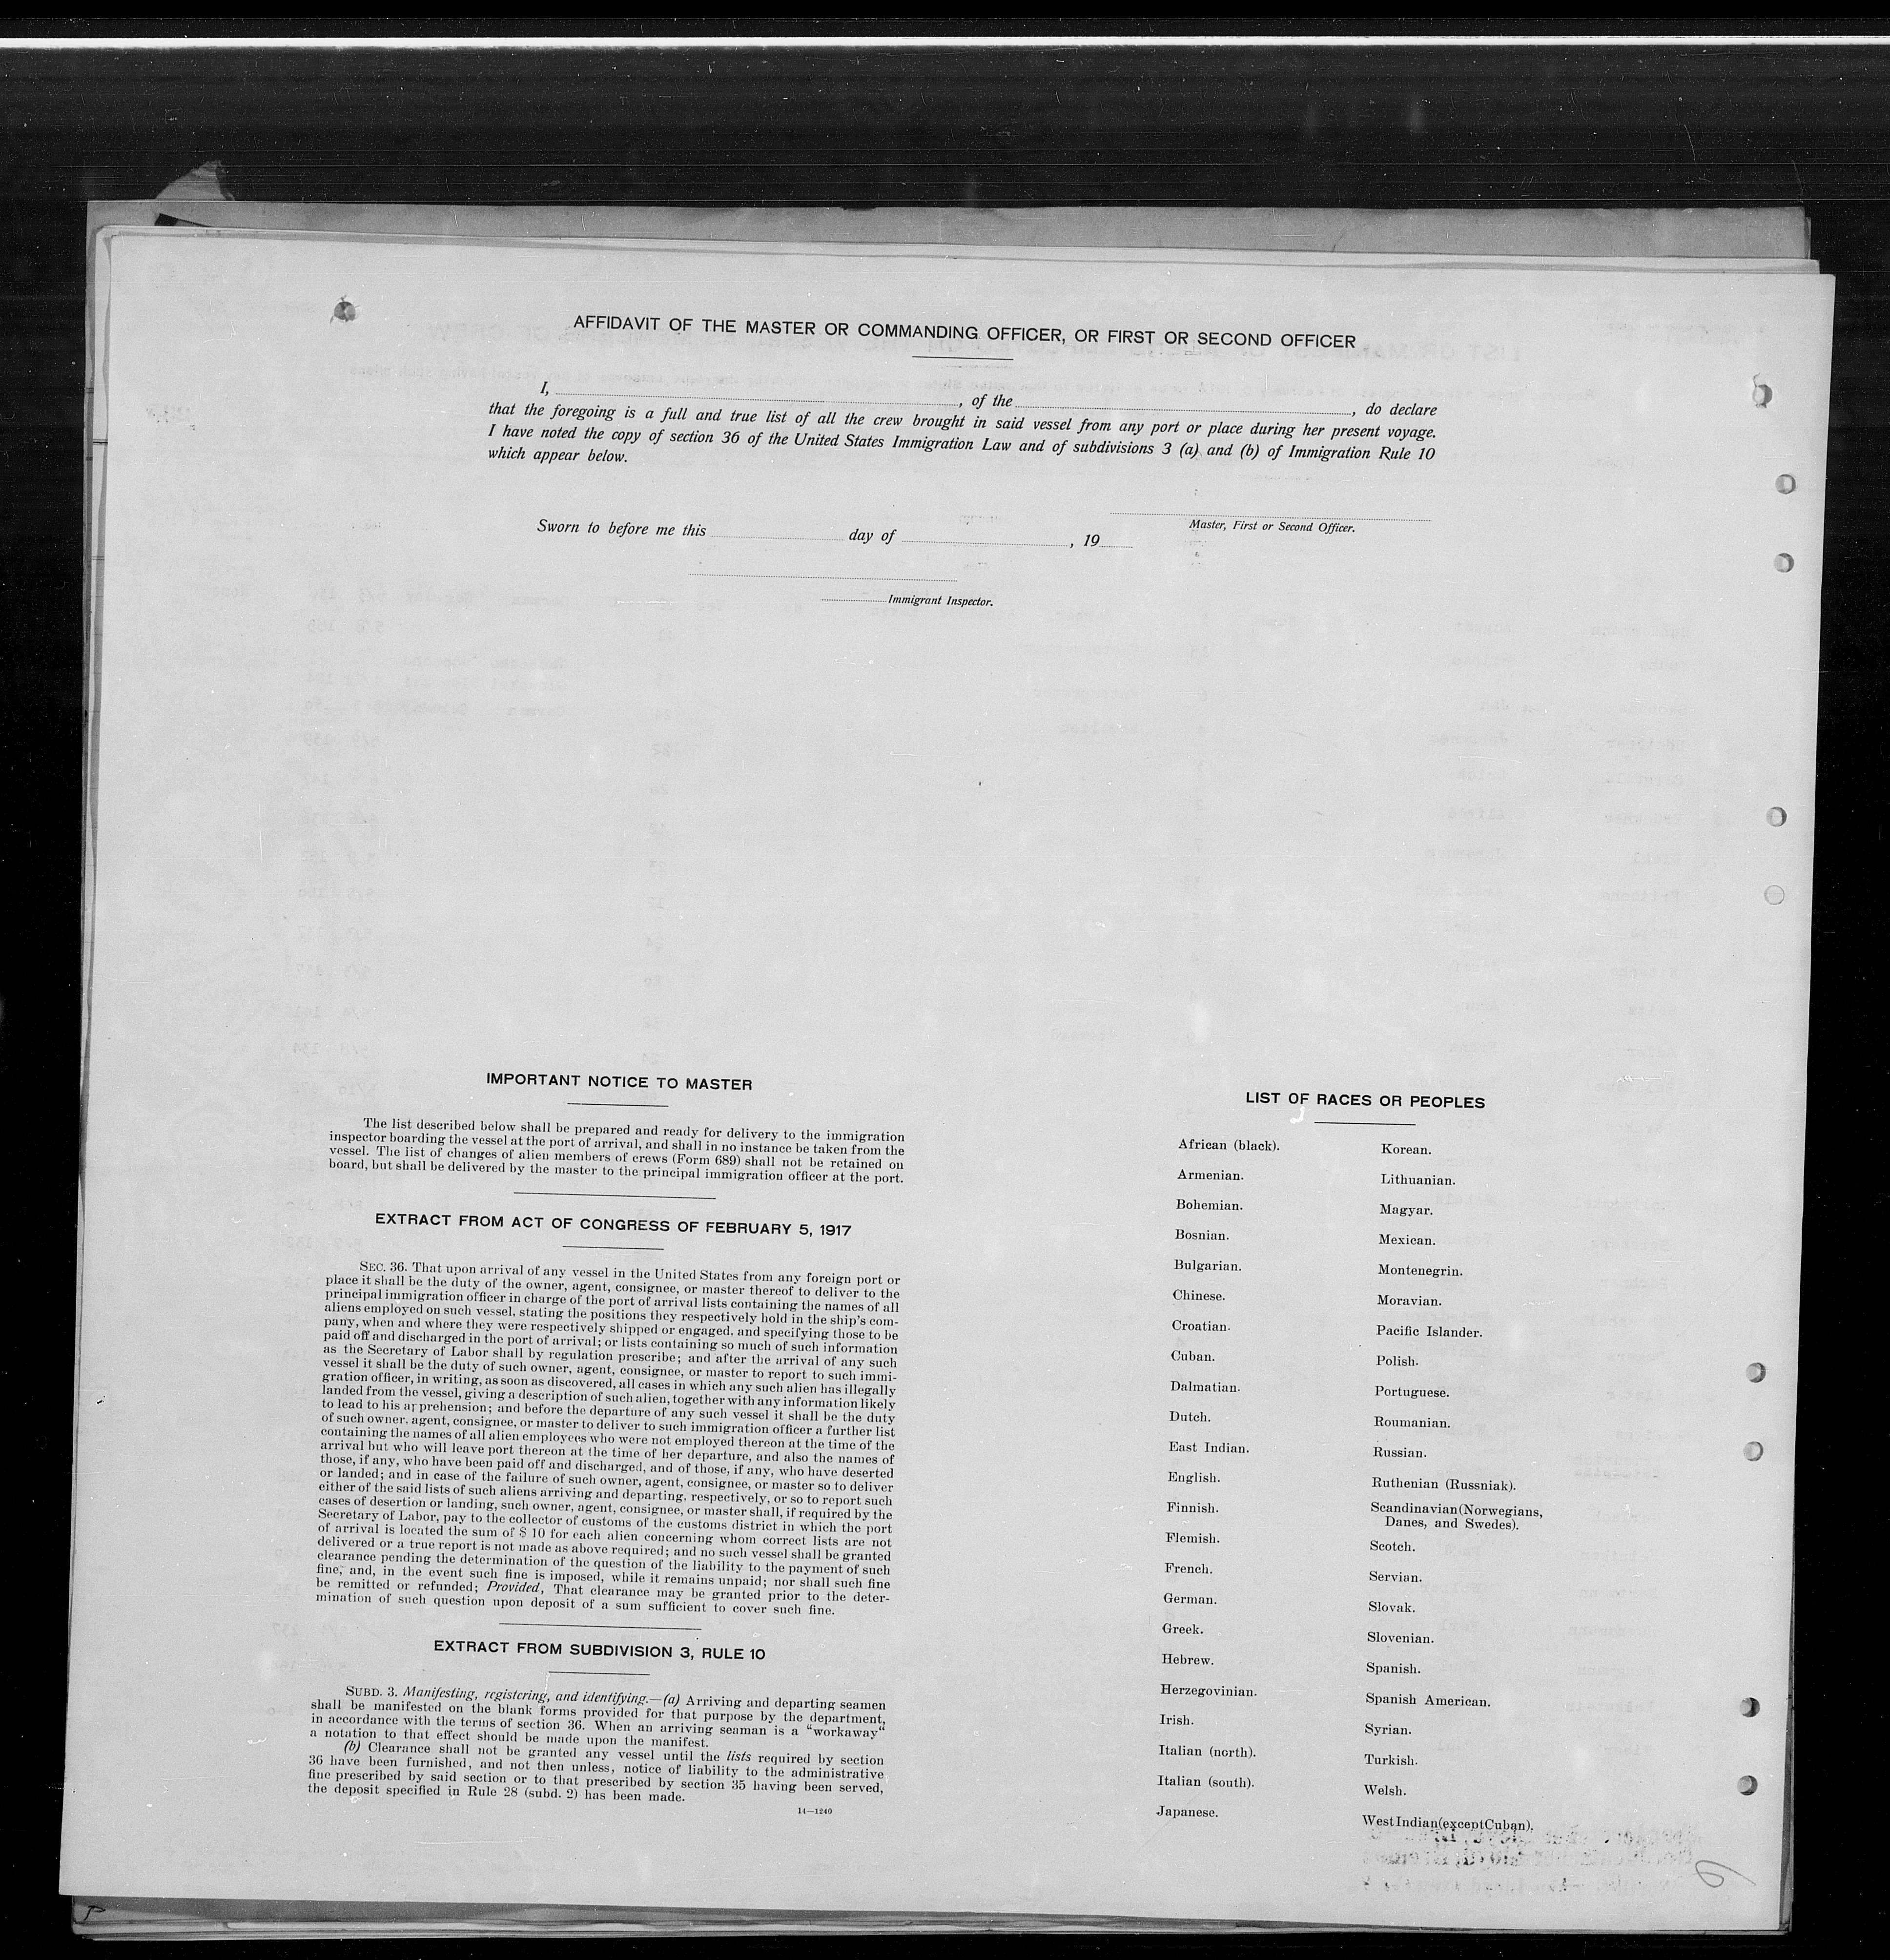 AFFIDAVIT OF THE MASTER OR COMMANDING OFFICER, OR FIRST OR SECOND OFFICER
I, , of the , do declare
that the foregoing is a full and true list of all the crew brought in said vessel from any port or place during her present voyage.
I have noted the copy of section 36 of the United States Immigration Law and of subdivisions 3 (a) and (b) of Immigration Rule 10
which appear below.
Master, First or Second Officer.
Sworn to before me this day of , 19
Immigrant Inspector.
IMPORTANT NOTICE TO MASTER
The list described below shall be prepared and ready for delivery to the immigration
inspector boarding the vessel at the port of arrival, and shall in no instance be taken from the
vessel. The list of changes of alien members of crews (Form 689) shall not be retained on
board, but shall be delivered by the master to the principal immigration officer at the port.
EXTRACT FROM ACT OF CONGRESS OF FEBRUARY 5, 1917
SEC. 36. That upon arrival of any vessel in the United States from any foreign port or
place it shall be the duty of the owner, agent, consignee, or master thereof to deliver to the
principal immigration officer in charge of the port of arrival lists containing the names of all
aliens employed on such vessel, stating the positions they respectively hold in the ship's com-
pany, when and where they were respectively shipped or engaged, and specifying those to be
paid off and discharged in the port of arrival; or lists containing so much of such information
as the Secretary of Labor shall by regulation prescribe; and after the arrival of any such
vessel it shall be the duty of such owner, agent, consignee, or master to report to such immi-
gration officer, in writing, as soon as discovered, all cases in which any such alien has illegally
landed from the vessel, giving a description of such alien, together with any information likely
to lead to his apprehension; and before the departure of any such vessel it shall be the duty
of such owner, agent, consignee, or master to deliver to such immigration officer a further list
containing the names of all alien employees who were not employed thereon at the time of the
arrival but who will leave port thereon at the time of her departure, and also the names of
those, if any, who have been paid off and discharged, and of those, if any, who have deserted
or landed; and in case of the failure of such owner, agent, consignee, or master so to deliver
either of the said lists of such aliens arriving and departing, respectively, or so to report such
cases of desertion or landing, such owner, agent, consignee, or master shall, if required by the
Secretary of Labor, pay to the collector of customs of the customs district in which the port
of arrival is located the sum of $ 10 for each alien concerning whom correct lists are not
delivered or a true report is not made as above required; and no such vessel shall be granted
clearance pending the determination of the question of the liability to the payment of such
fine, and, in the event such fine is imposed, while it remains unpaid; nor shall such fine
be remitted or refunded; Provided, That clearance may be granted prior to the deter-
mination of such question upon deposit of a sum sufficient to cover such fine.
EXTRACT FROM SUBDIVISION 3, RULE 10
SUBD. 3. Manifesting, registering, and identifying.—(a) Arriving and departing seamen
shall be manifested on the blank forms provided for that purpose by the department,
in accordance with the terms of section 36. When an arriving seaman is a "workaway"
a notation to that effect should be made upon the manifest.
(b) Clearance shall not be granted any vessel until the lists required by section
36 have been furnished, and not then unless, notice of liability to the administrative
fine prescribed by said section or to that prescribed by section 35 having been served,
the deposit specified in Rule 28 (subd. 2) has been made.
14—1240
LIST OF RACES OR PEOPLES
African (black).
Armenian.
Bohemian.
Bosnian.
Bulgarian.
Chinese.
Croatian.
Cuban.
Dalmatian.
Dutch.
East Indian.
English.
Finnish.
Flemish.
French.
German.
Greek.
Hebrew.
Herzegovinian.
Irish.
Italian (north).
Italian (south).
Japanese.
Korean.
Lithuanian.
Magyar.
Mexican.
Montenegrin.
Moravian.
Pacific Islander.
Polish.
Portuguese.
Roumanian.
Russian.
Ruthenian (Russniak).
Scandinavian (Norwegians,
Danes, and Swedes).
Scotch.
Servian.
Slovak.
Slovenian.
Spanish.
Spanish American.
Syrian.
Turkish.
Welsh.
West Indian (except Cuban).